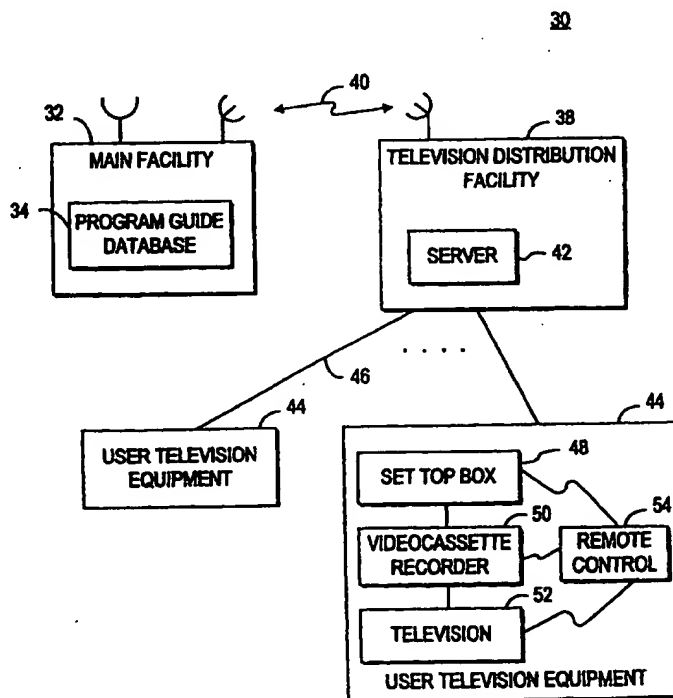 30
40
32
38
MAIN FACILITY
34
PROGRAM GUIDE
DATABASE
TELEVISION DISTRIBUTION
FACILITY
SERVER
42
46
44
USER TELEVISION
EQUIPMENT
44
SET TOP BOX
48
50
54
VIDEOCASSETTE
RECORDER
REMOTE
CONTROL
52
TELEVISION
USER TELEVISION EQUIPMENT